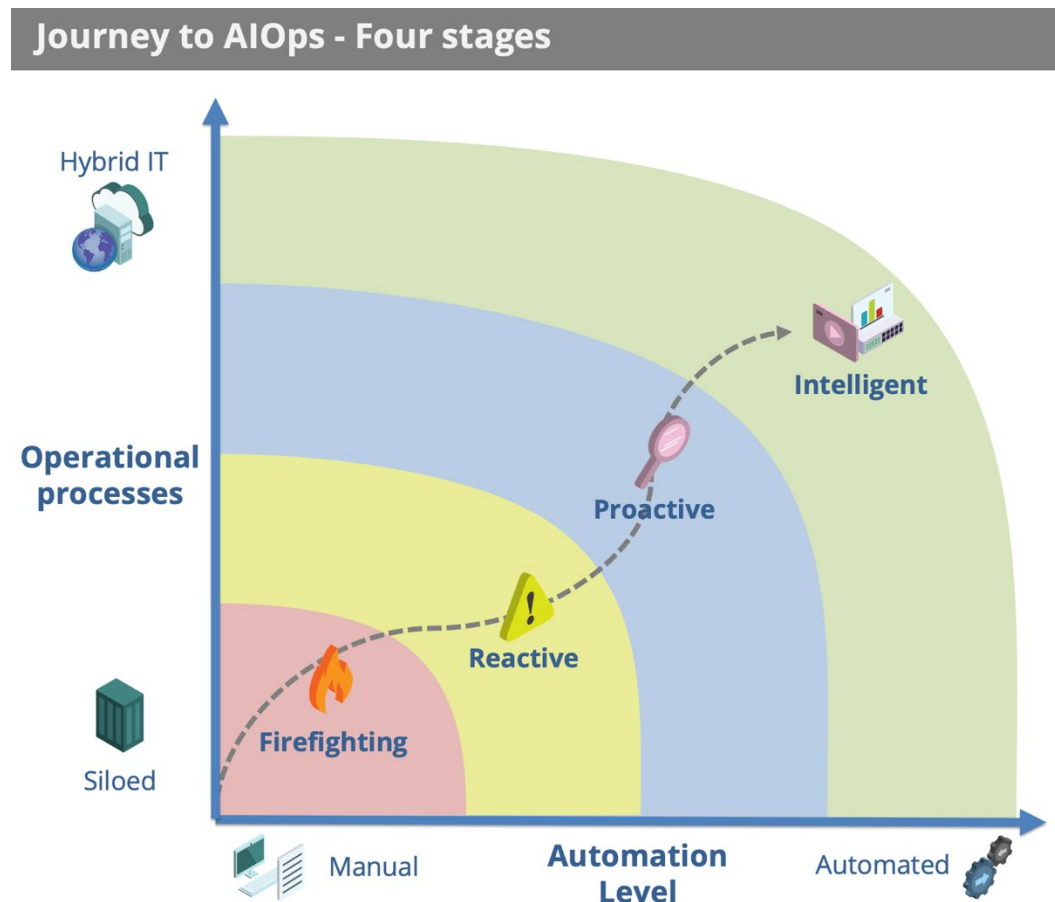 Journey to AIOps - Four stages
Hybrid IT
Intelligent
Operational
processes
Proactive
Reactive
Firefighting
Siloed
Manual
Automation
Level
Automated